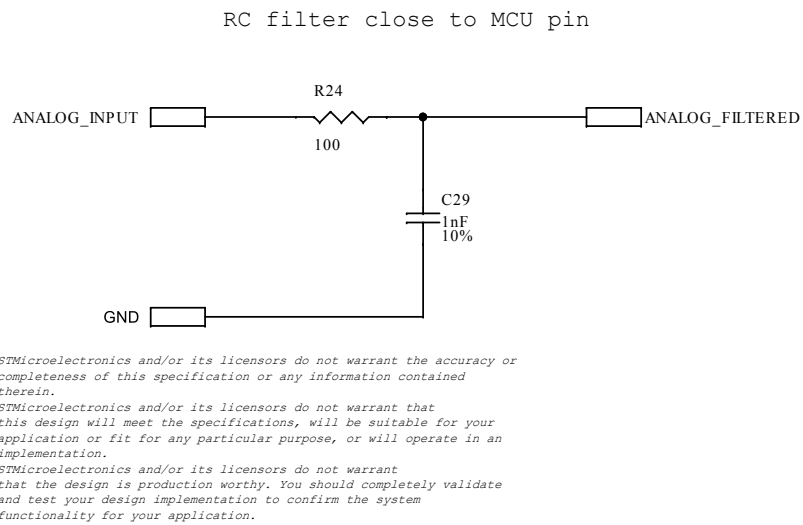 RC filter close to MCU pin
R24
ANALOG_INPUT
ANALOG_FILTERED
100
C29
1nF
10%
GND
STMicroelectronics and/or its licensors do not warrant the accuracy or
completeness of this specification or any information contained
therein.
STMicroelectronics and/or its licensors do not warrant that
this design will meet the specifications, will be suitable for your
application or fit for any particular purpose, or will operate in an
implementation.
STMicroelectronics and/or its licensors do not warrant
that the design is production worthy. You should completely validate
and test your design implementation to confirm the system
functionality for your application.